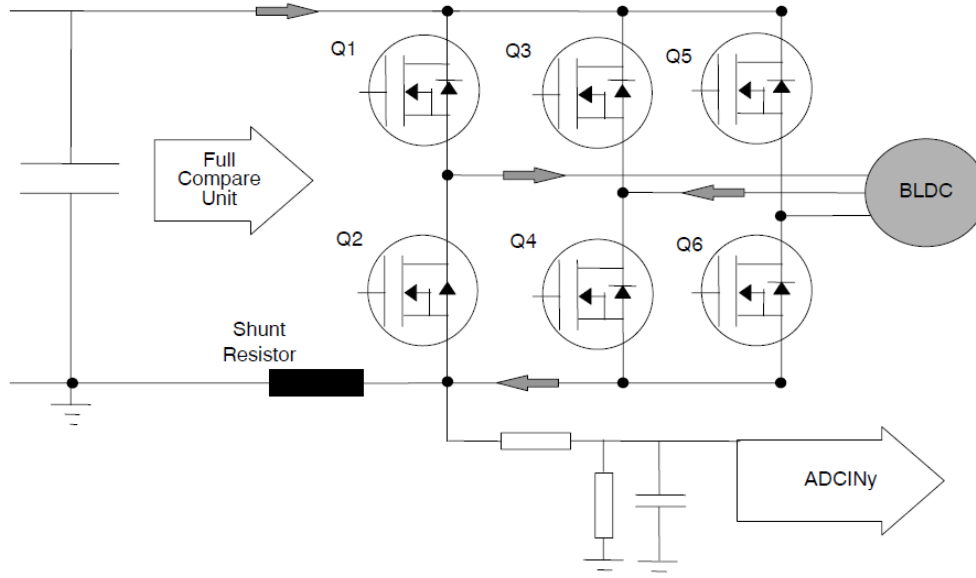 Q1
Q3
Q5
Full
Compare
Unit
BLDC
Q2
Q4
Q6
Shunt
Resistor
ADCINy